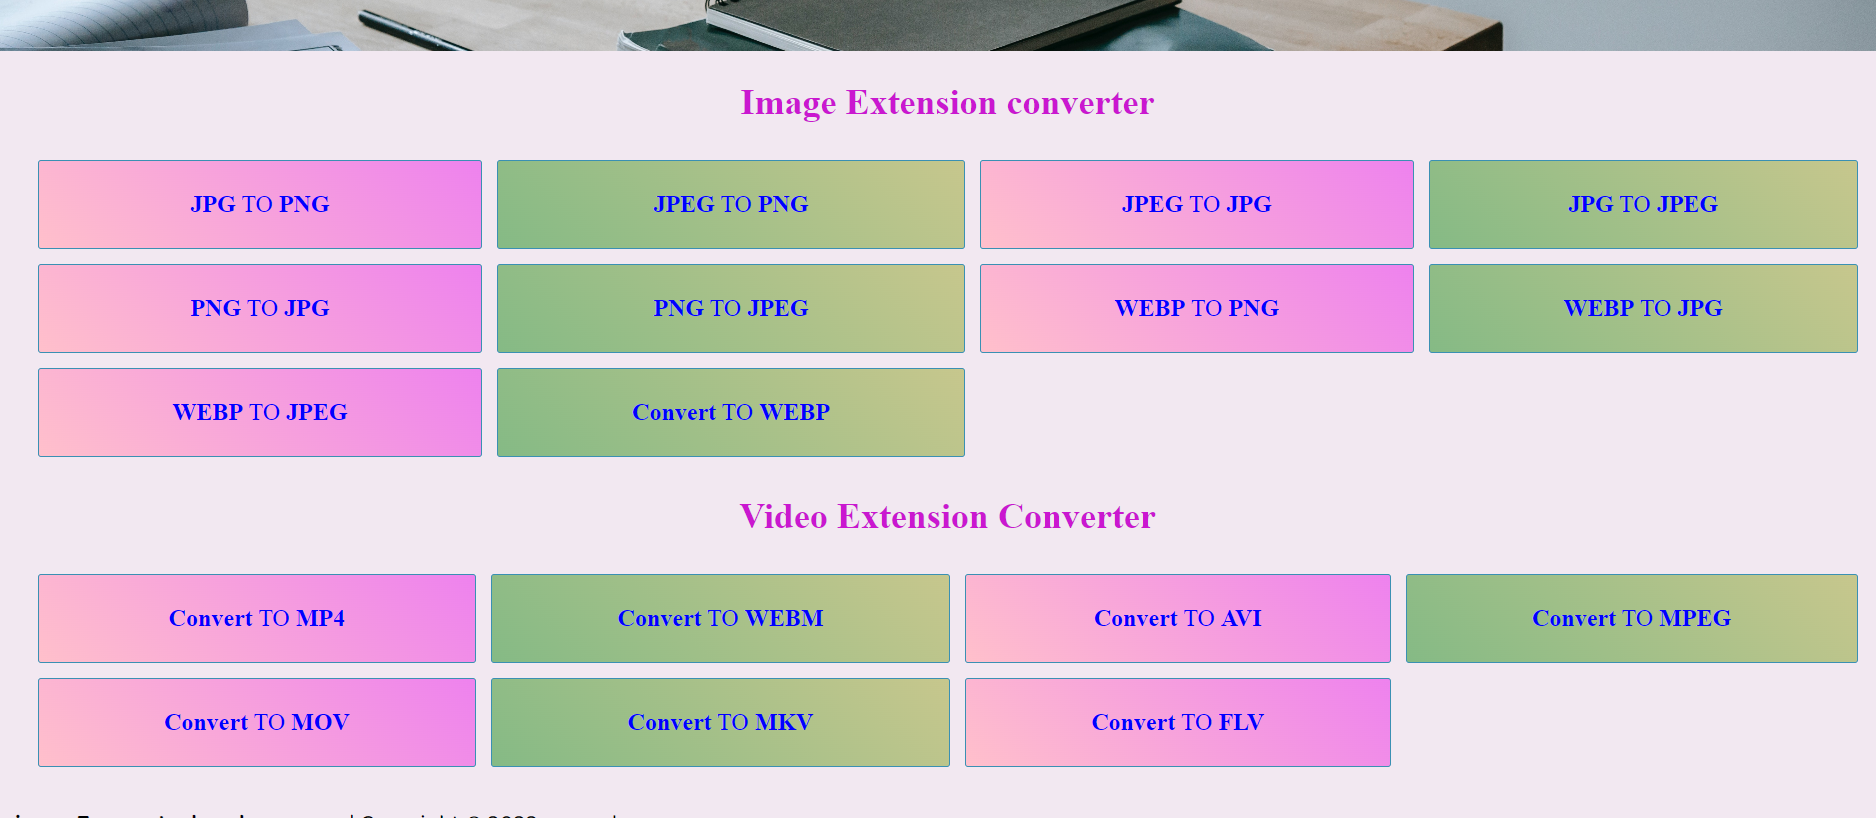 Image Extension converter
JPG TO PNG
JPEG TO PNG
JPEG TO JPG
JPG TO JPEG
PNG TO JPG
PNG TO JPEG
WEBP TO PNG
WEBP TO JPG
WEBP TO JPEG
Convert TO WEBP
Video Extension Converter
Convert TO MP4
Convert TO WEBM
Convert TO AVI
Convert TO MPEG
Convert TO MOV
Convert TO MKV
Convert TO FLV